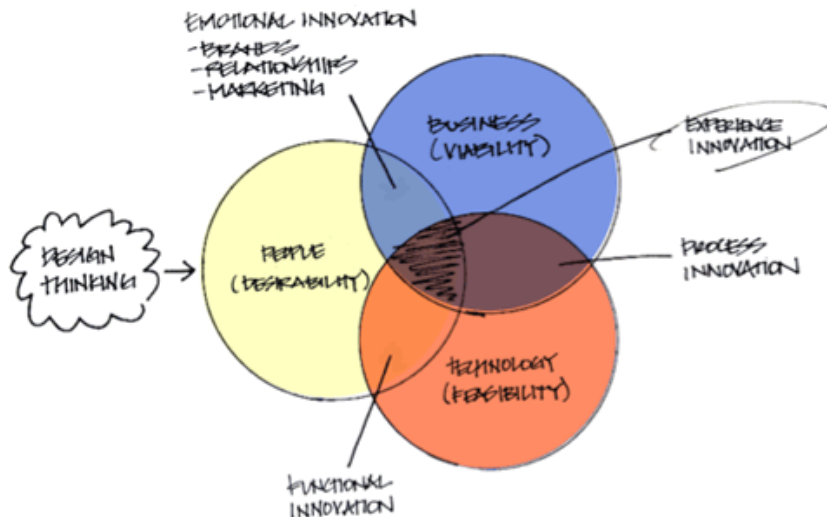 EMOTIONAL INNOVATION
-BRANDS
-RELATIONSHIPS
-MARKETING
BUSINESS
(VIABILITY)
EXPERIENCE
INNOVATION
DESIGN
THINKING
PEOPLE
(DESIRABILITY)
PROCESS
INNOVATION
TECHNOLOGY
(FEASIBILITY)
FUNCTIONAL
INNOVATION